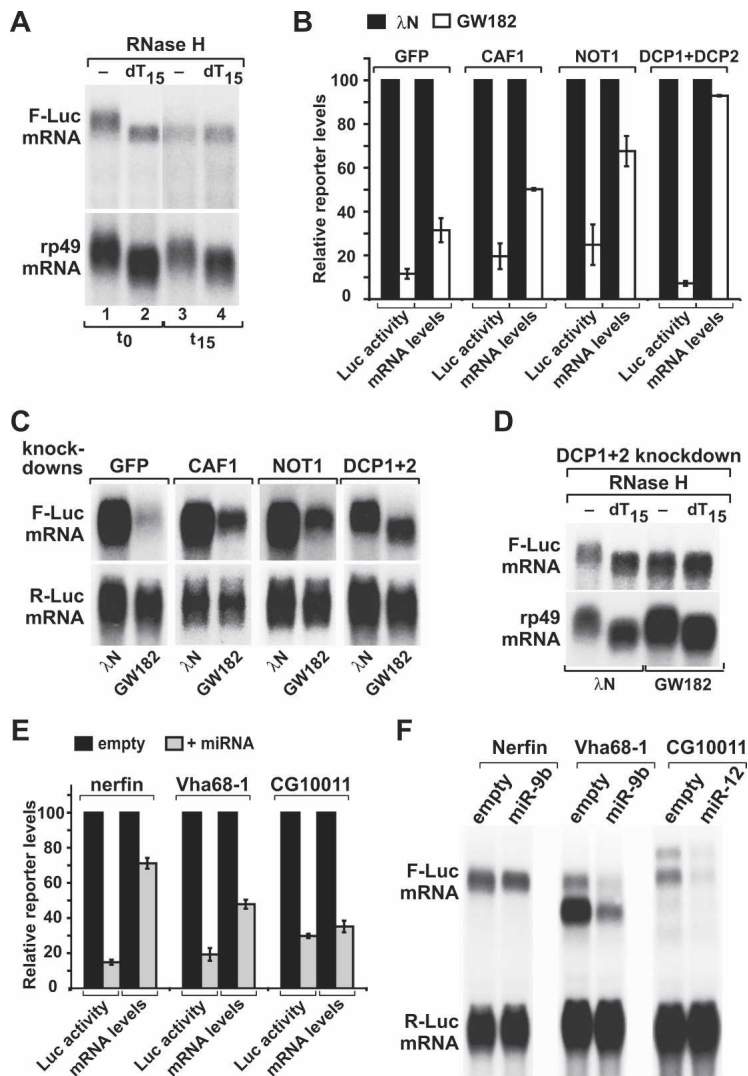 A
RNase H
– dT15 – dT15
F-Luc
mRNA
rp49
mRNA
1 2 3 4
t0 t15
B
λN GW182
GFP CAF1 NOT1 DCP1+DCP2
Relative reporter levels
100
80
60
40
20
0
Luc activity
mRNA levels
Luc activity
mRNA levels
Luc activity
mRNA levels
Luc activity
mRNA levels
C
knock-
downs
GFP CAF1 NOT1 DCP1+2
F-Luc
mRNA
R-Luc
mRNA
λN GW182 λN GW182 λN GW182 λN GW182
D
DCP1+2 knockdown
RNase H
– dT15 – dT15
F-Luc
mRNA
rp49
mRNA
λN GW182
E
empty + miRNA
nerfin Vha68-1 CG10011
Relative reporter levels
100
80
60
40
20
0
Luc activity
mRNA levels
Luc activity
mRNA levels
Luc activity
mRNA levels
F
Nerfin Vha68-1 CG10011
empty miR-9b empty miR-9b empty miR-12
F-Luc
mRNA
R-Luc
mRNA